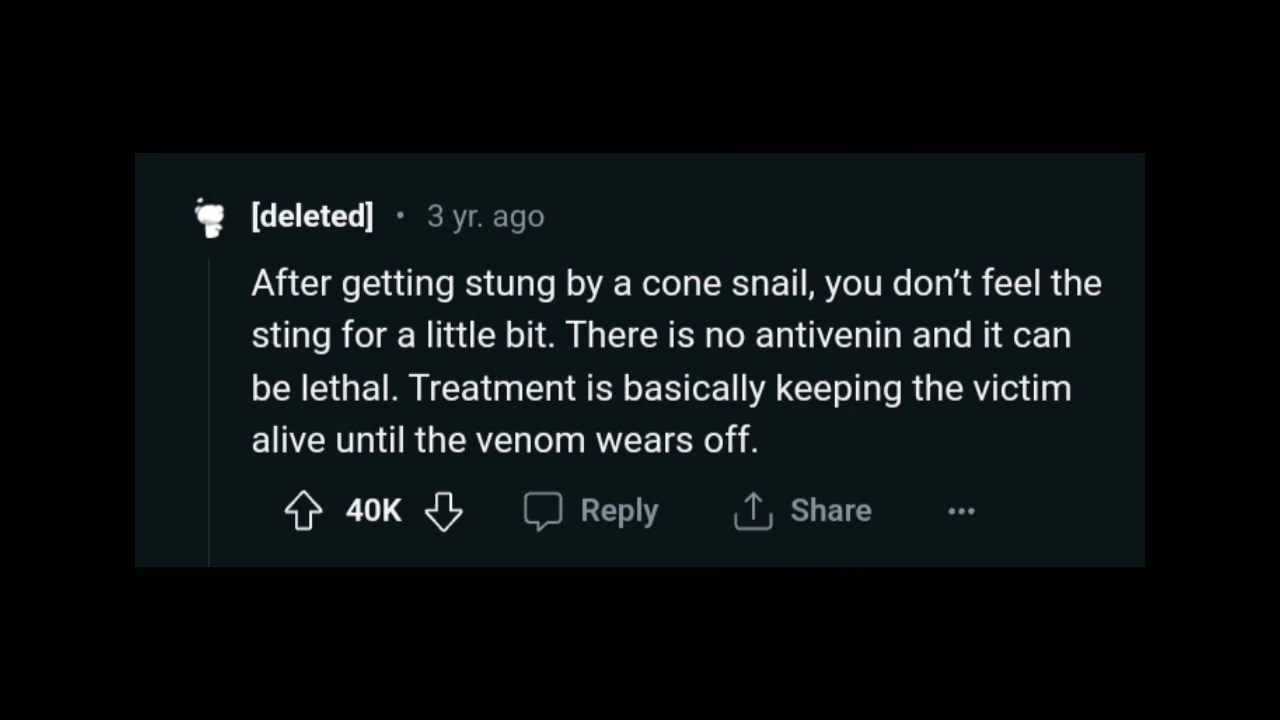 [deleted] • 3 yr. ago
After getting stung by a cone snail, you don’t feel the
sting for a little bit. There is no antivenin and it can
be lethal. Treatment is basically keeping the victim
alive until the venom wears off.
40K Reply Share ...